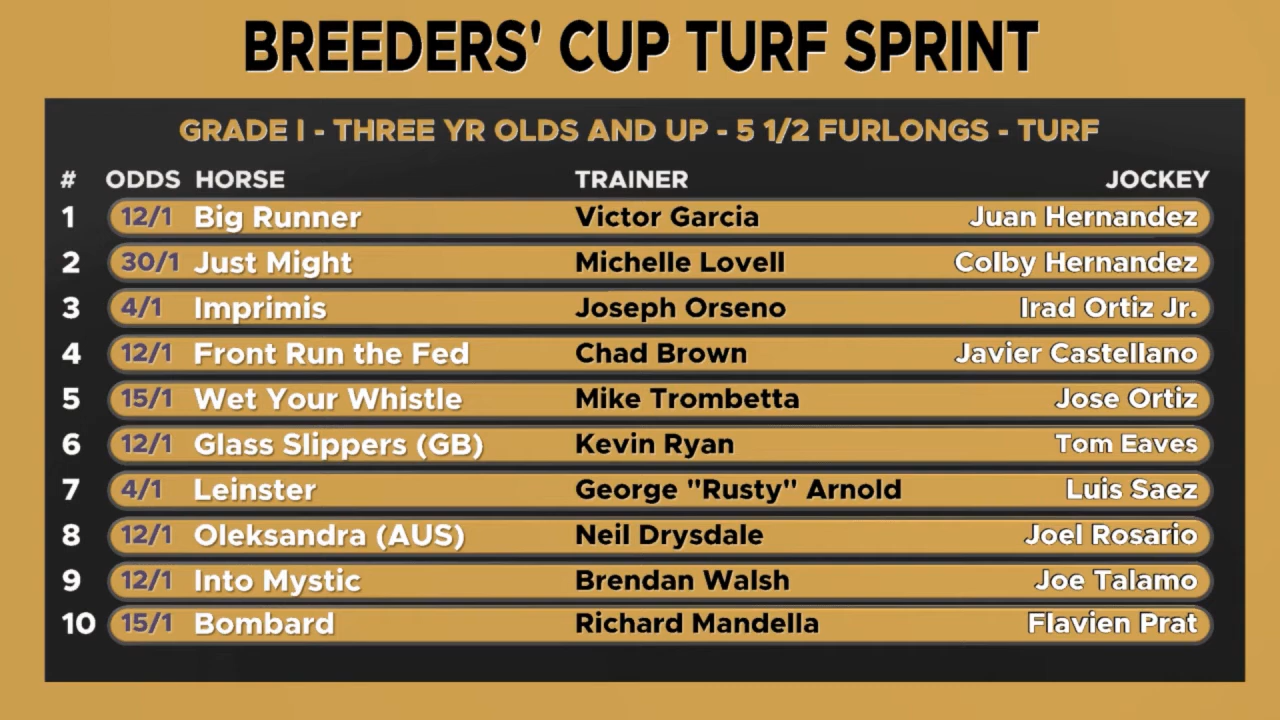 BREEDERS' CUP TURF SPRINT
GRADE I - THREE YR OLDS AND UP - 5 1/2 FURLONGS - TURF
# ODDS HORSE TRAINER JOCKEY
1 12/1 Big Runner Victor Garcia Juan Hernandez
2 30/1 Just Might Michelle Lovell Colby Hernandez
3 4/1 Imprimis Joseph Orseno Irad Ortiz Jr.
4 12/1 Front Run the Fed Chad Brown Javier Castellano
5 15/1 Wet Your Whistle Mike Trombetta Jose Ortiz
6 12/1 Glass Slippers (GB) Kevin Ryan Tom Eaves
7 4/1 Leinster George "Rusty" Arnold Luis Saez
8 12/1 Oleksandra (AUS) Neil Drysdale Joel Rosario
9 12/1 Into Mystic Brendan Walsh Joe Talamo
10 15/1 Bombard Richard Mandella Flavien Prat